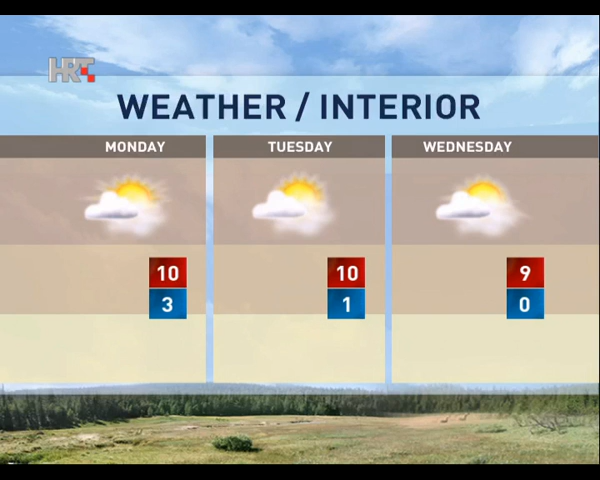 HRT
WEATHER / INTERIOR
MONDAY TUESDAY WEDNESDAY
10 10 9
3 1 0